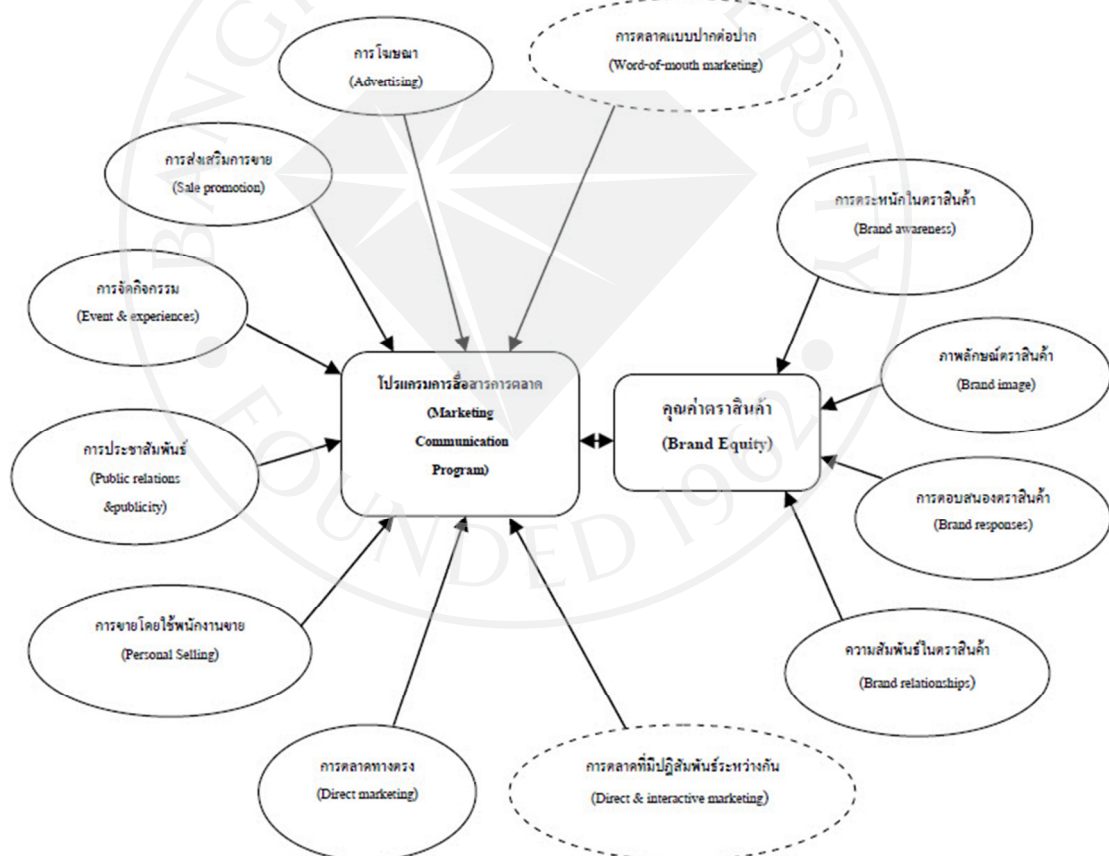 การโฆษณา
(Advertising)
การตลาดแบบปากต่อปาก
(Word-of-mouth marketing)
การส่งเสริมการขาย
(Sale promotion)
การตระหนักในตราสินค้า
(Brand awareness)
การจัดกิจกรรม
(Event & experiences)
โปรแกรมการสื่อสารการตลาด
(Marketing
Communication
Program)
คุณค่าตราสินค้า
(Brand Equity)
ภาพลักษณ์ตราสินค้า
(Brand image)
การประชาสัมพันธ์
(Public relations
&publicity)
การตอบสนองตราสินค้า
(Brand responses)
การขายโดยใช้พนักงานขาย
(Personal Selling)
ความสัมพันธ์ในตราสินค้า
(Brand relationships)
การตลาดทางตรง
(Direct marketing)
การตลาดที่มีปฎิสัมพันธ์ระหว่างกัน
(Direct & interactive marketing)
FOUNDED 1962